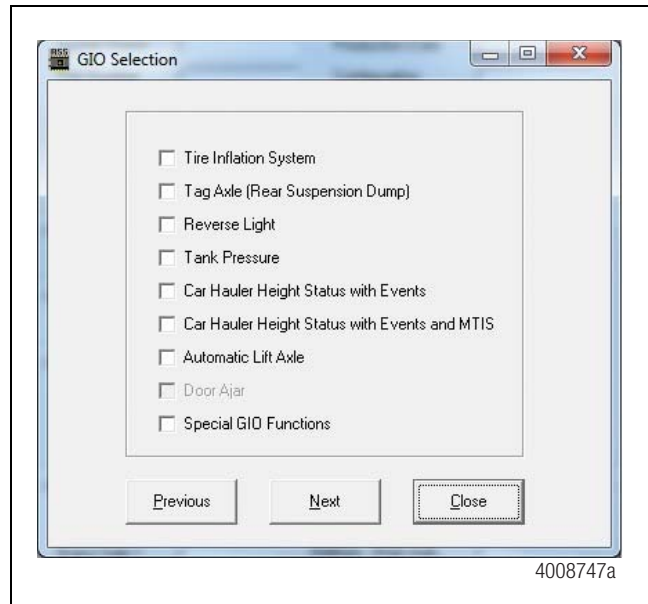 RSS
GIO Selection
Tire Inflation System
Tag Axle (Rear Suspension Dump)
Reverse Light
Tank Pressure
Car Hauler Height Status with Events
Car Hauler Height Status with Events and MTIS
Automatic Lift Axle
Door Ajar
Special GIO Functions
Previous
Next
Close
4008747a